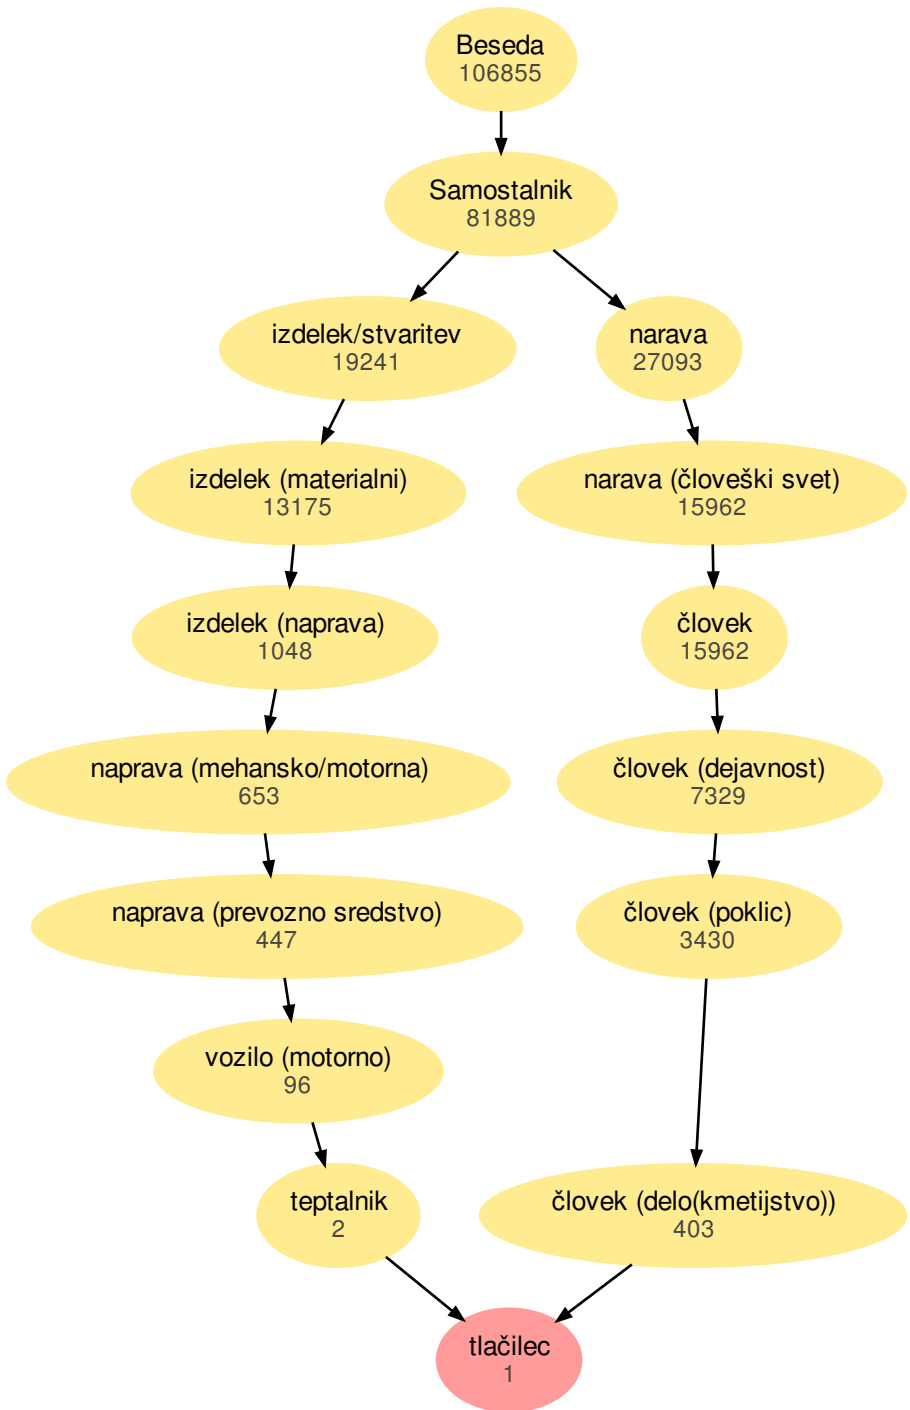 Beseda
106855
Samostalnik
81889
izdelek/stvaritev
19241
narava
27093
izdelek (materialni)
13175
narava (človeški svet)
15962
izdelek (naprava)
1048
človek
15962
naprava (mehansko/motorna)
653
človek (dejavnost)
7329
naprava (prevozno sredstvo)
447
človek (poklic)
3430
vozilo (motorno)
96
teptalnik
2
človek (delo(kmetijstvo))
403
tlačilec
1